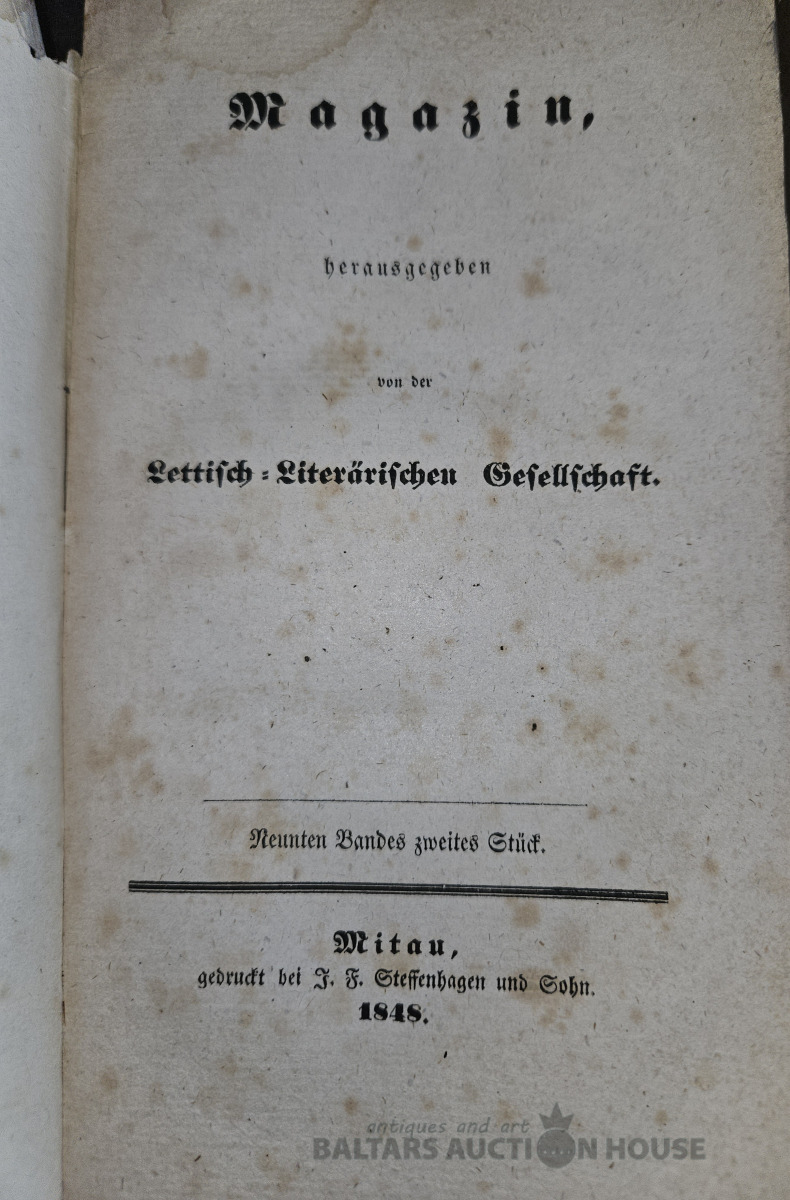 Magazin,
herausgegeben
von der
Lettisch-Literärischen Gesellschaft.
Neunten Bandes zweites Stück.
Mitau,
gedruckt bei J. F. Steffenhagen und Sohn.
1848.
antiques and art
BALTARS AUCTION HOUSE